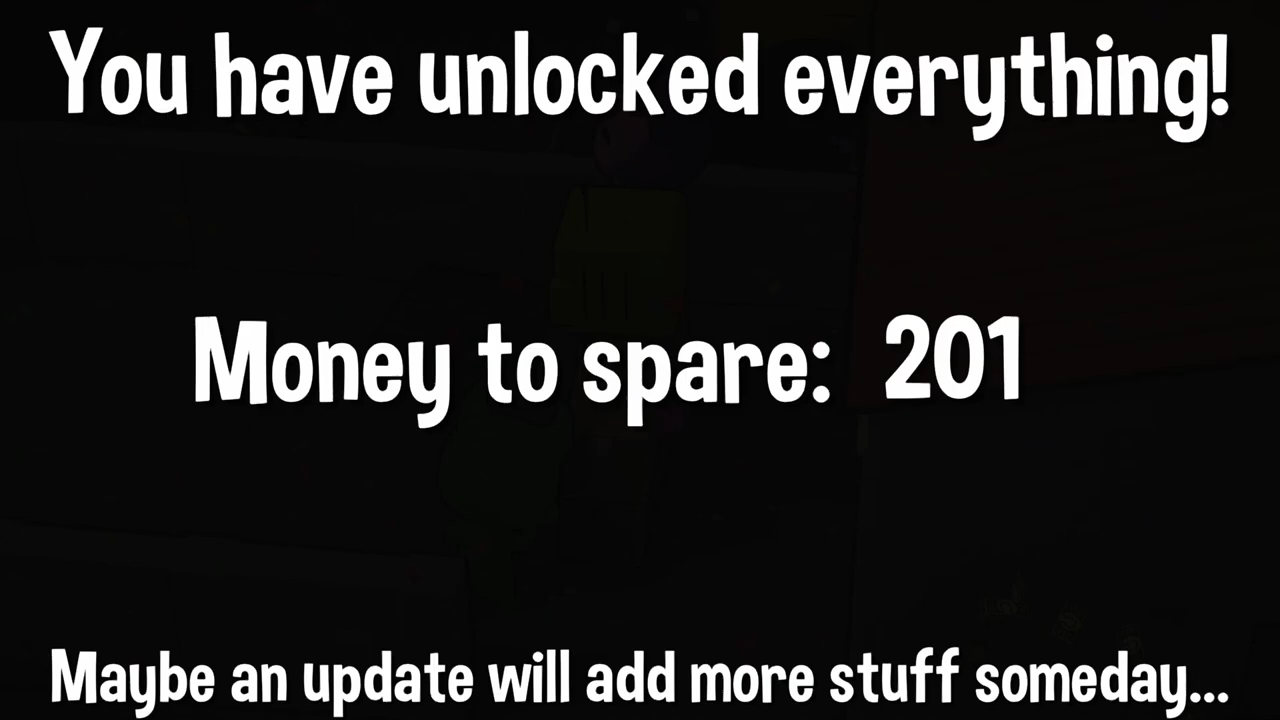 You have unlocked everything!
Money to spare: 201
Maybe an update will add more stuff someday...